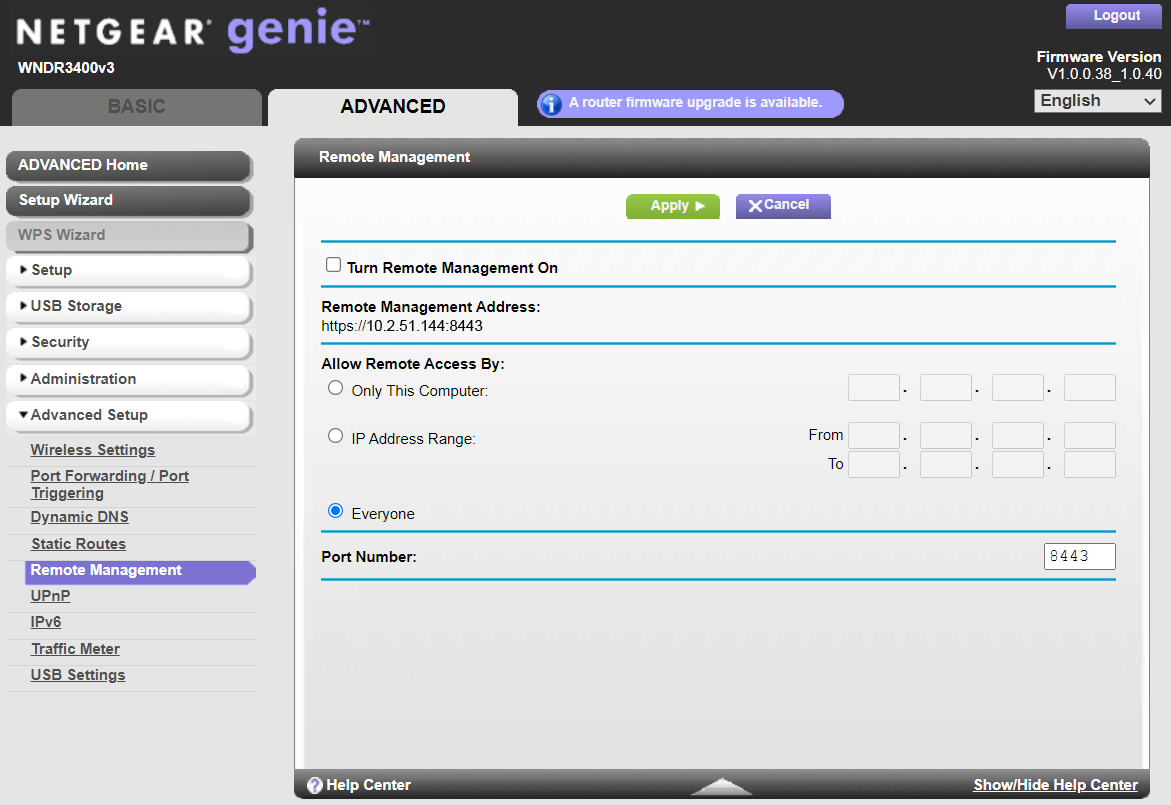 NETGEAR® genie™
WNDR3400v3
Logout
Firmware Version
V1.0.0.38_1.0.40
BASIC
ADVANCED
A router firmware upgrade is available.
English
ADVANCED Home
Setup Wizard
WPS Wizard
Setup
USB Storage
Security
Administration
Advanced Setup
Wireless Settings
Port Forwarding / Port
Triggering
Dynamic DNS
Static Routes
Remote Management
UPnP
IPv6
Traffic Meter
USB Settings
Remote Management
Apply
Cancel
Turn Remote Management On
Remote Management Address:
https://10.2.51.144:8443
Allow Remote Access By:
Only This Computer: . . .
IP Address Range: From . . .
To . . .
Everyone
Port Number: 8443
Help Center Show/Hide Help Center